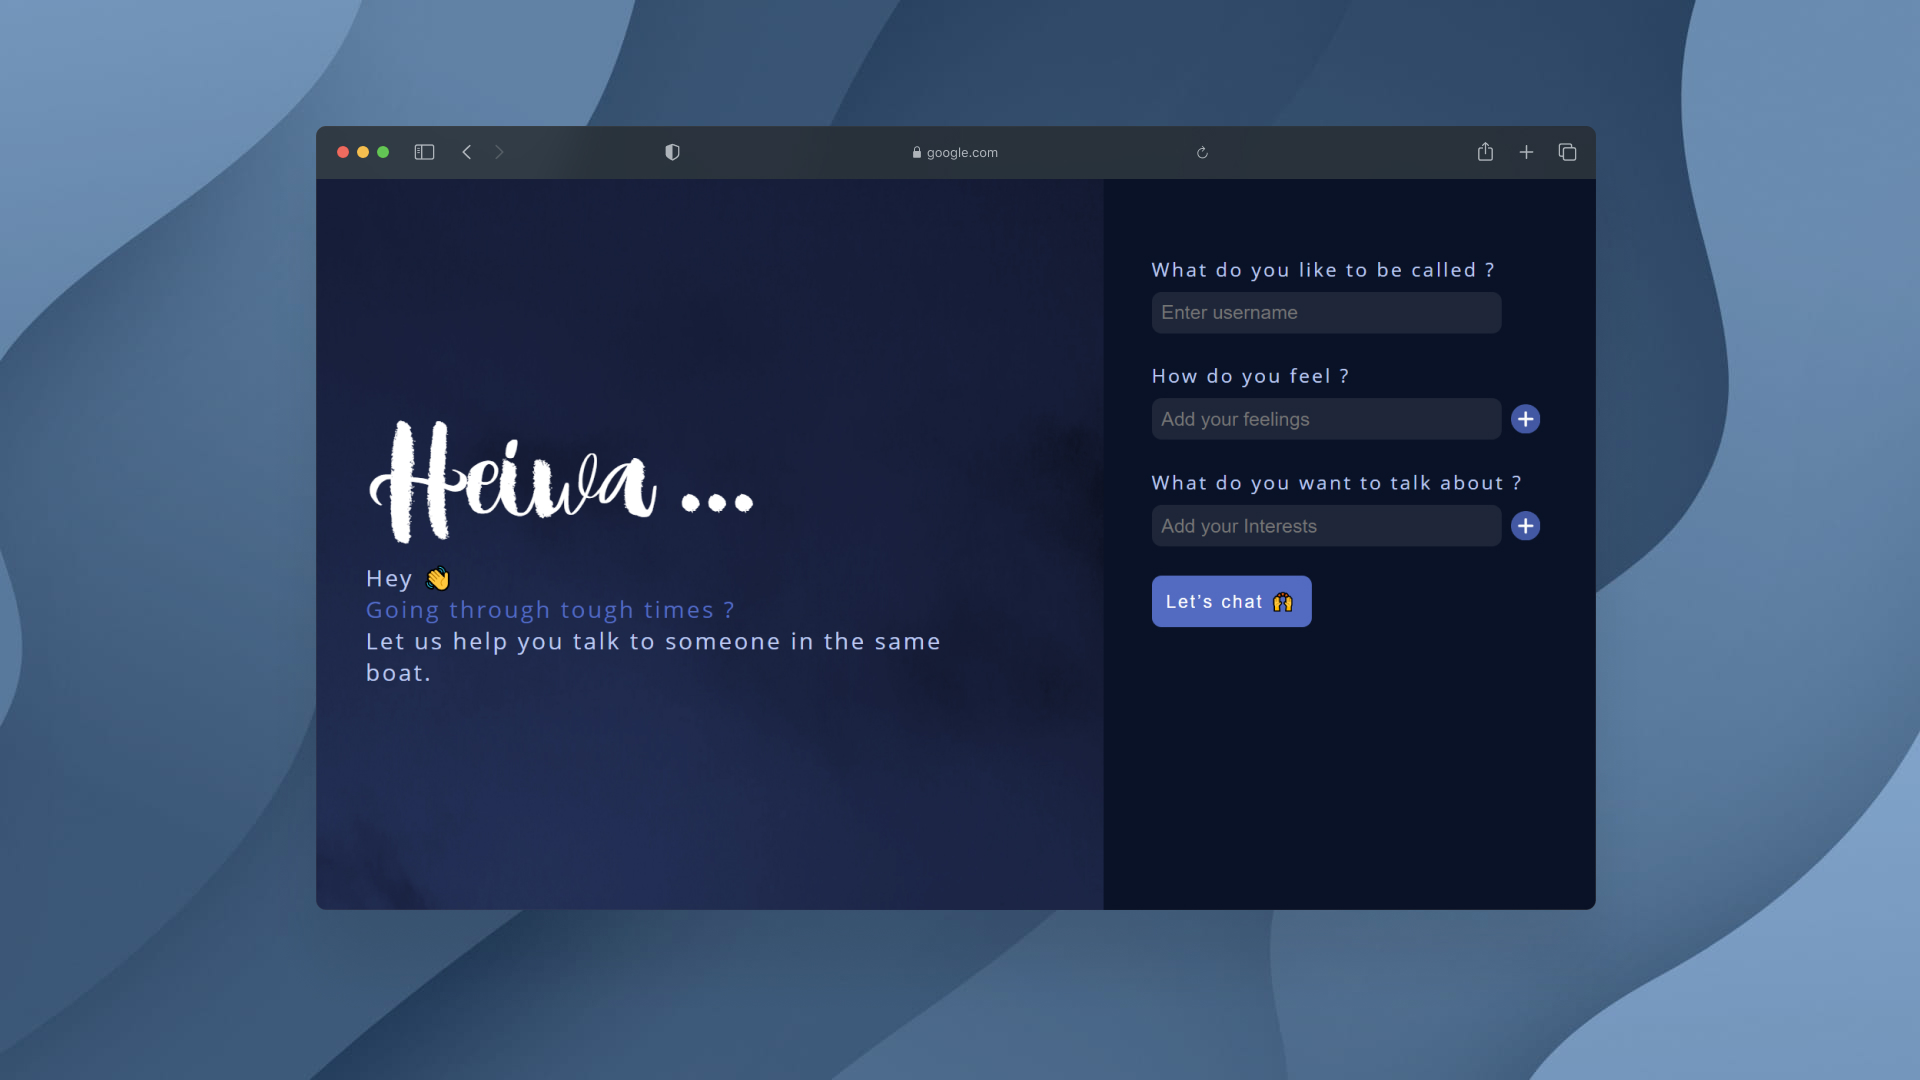 google.com
Heiwa ...
Hey 👋
Going through tough times ?
Let us help you talk to someone in the same
boat.
What do you like to be called ?
Enter username
How do you feel ?
Add your feelings
What do you want to talk about ?
Add your Interests
Let's chat 🙌